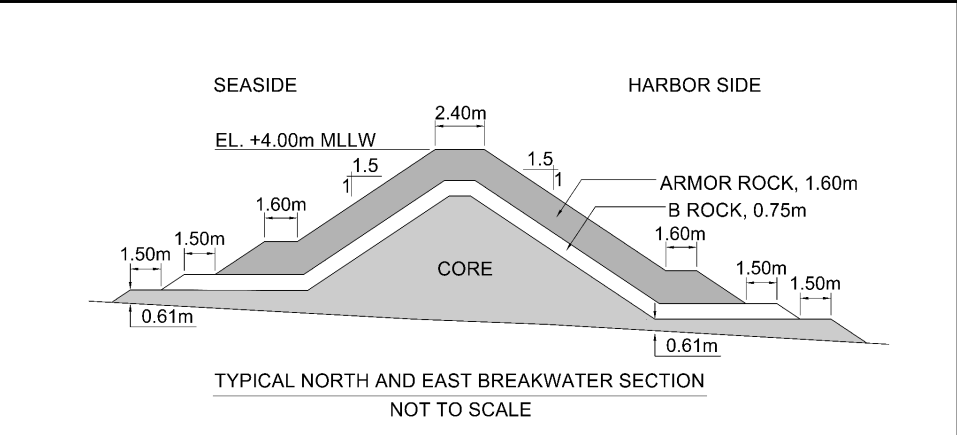 SEASIDE
HARBOR SIDE
2.40m
EL. +4.00m MLLW
1.5
1
1.5
1
ARMOR ROCK, 1.60m
B ROCK, 0.75m
1.60m
1.60m
1.50m
1.50m
1.50m
1.50m
CORE
0.61m
0.61m
TYPICAL NORTH AND EAST BREAKWATER SECTION
NOT TO SCALE